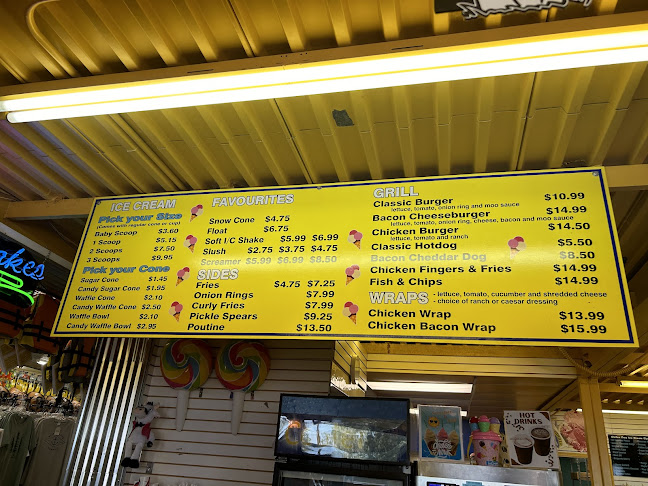 ICE CREAM
Pick your Size
(Comes with regular cone or cup)
Baby Scoop $3.60
1 Scoop $5.15
2 Scoops $7.50
3 Scoops $9.95
Pick your Cone
Sugar Cone $1.45
Candy Sugar Cone $1.95
Waffle Cone $2.10
Candy Waffle Cone $2.50
Waffle Bowl $2.10
Candy Waffle Bowl $2.95
FAVOURITES
Snow Cone $4.75
Float $6.75
Soft I/C Shake $5.99 $6.99
Slush $2.75 $3.75 $4.75
Screamer $5.99 $6.99 $8.50
SIDES
Fries $4.75 $7.25
Onion Rings $7.99
Curly Fries $7.99
Pickle Spears $9.25
Poutine $13.50
GRILL
Classic Burger $10.99
lettuce, tomato, onion ring and moo sauce
Bacon Cheeseburger $14.99
lettuce, tomato, onion ring, cheese, bacon and moo sauce
Chicken Burger $14.50
lettuce, tomato and ranch
Classic Hotdog $5.50
Bacon Cheddar Dog $8.50
Chicken Fingers & Fries $14.99
Fish & Chips $14.99
WRAPS - lettuce, tomato, cucumber and shredded cheese
- choice of ranch or caesar dressing
Chicken Wrap $13.99
Chicken Bacon Wrap $15.99
akes
HOT
DRINKS